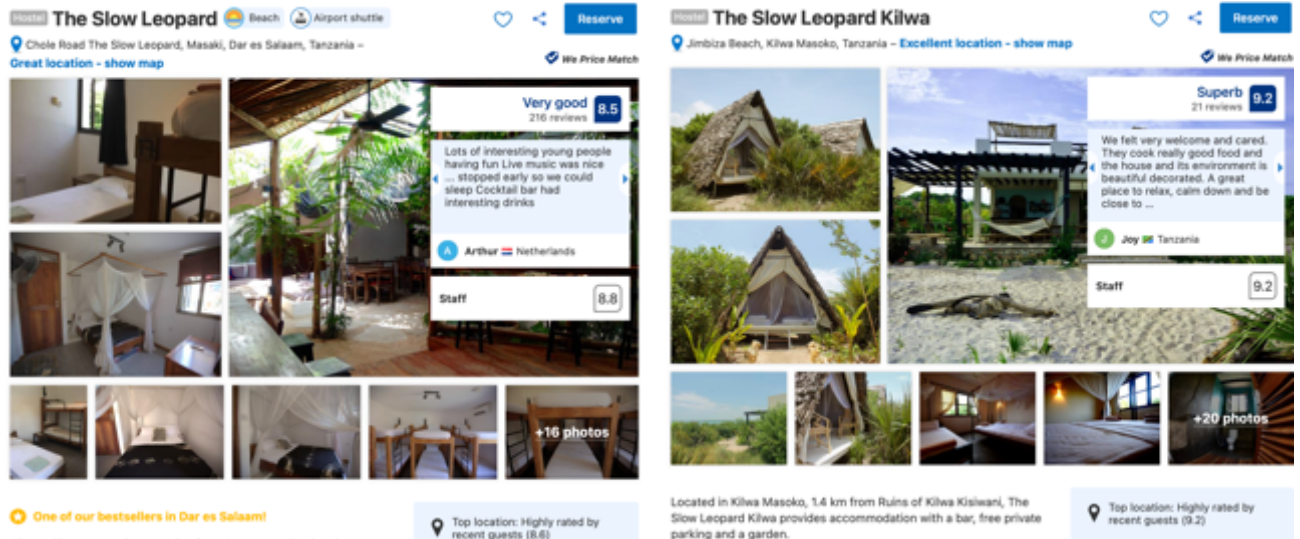 Hostel The Slow Leopard Beach Airport shuttle
Reserve
Chole Road The Slow Leopard, Masaki, Dar es Salaam, Tanzania –
Great location - show map
We Price Match
Very good 8.5
216 reviews
Lots of interesting young people
having fun Live music was nice
... stopped early so we could
sleep Cocktail bar had
interesting drinks
A Arthur Netherlands
Staff 8.8
+16 photos
One of our bestsellers in Dar es Salaam!
Top location: Highly rated by
recent guests (8.6)
Hostel The Slow Leopard Kilwa
Reserve
Jimbiza Beach, Kilwa Masoko, Tanzania – Excellent location - show map
We Price Match
Superb 9.2
21 reviews
We felt very welcome and cared.
They cook really good food and
the house and its environment is
beautiful decorated. A great
place to relax, calm down and be
close to ...
J Joy Tanzania
Staff 9.2
+20 photos
Located in Kilwa Masoko, 1.4 km from Ruins of Kilwa Kisiwani, The
Slow Leopard Kilwa provides accommodation with a bar, free private
parking and a garden.
Top location: Highly rated by
recent guests (9.2)